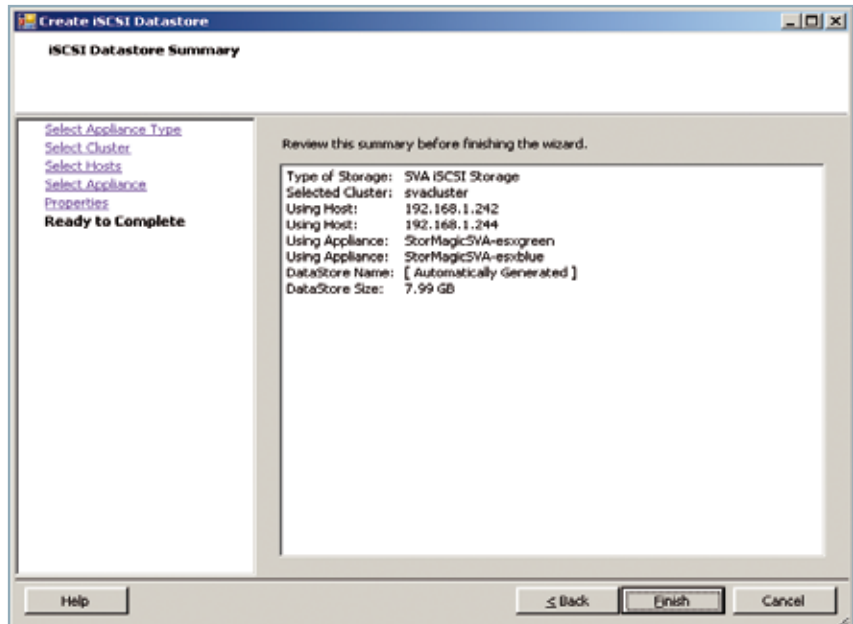 Create iSCSI Datastore
iSCSI Datastore Summary
Select Appliance Type
Select Cluster
Select Hosts
Select Appliance
Properties
Ready to Complete
Review this summary before finishing the wizard.
Type of Storage: SVA iSCSI Storage
Selected Cluster: svacluster
Using Host: 192.168.1.242
Using Host: 192.168.1.244
Using Appliance: StorMagicSVA-esxgreen
Using Appliance: StorMagicSVA-esxblue
DataStore Name: [ Automatically Generated ]
DataStore Size: 7.99 GB
Help
≤ Back
Finish
Cancel